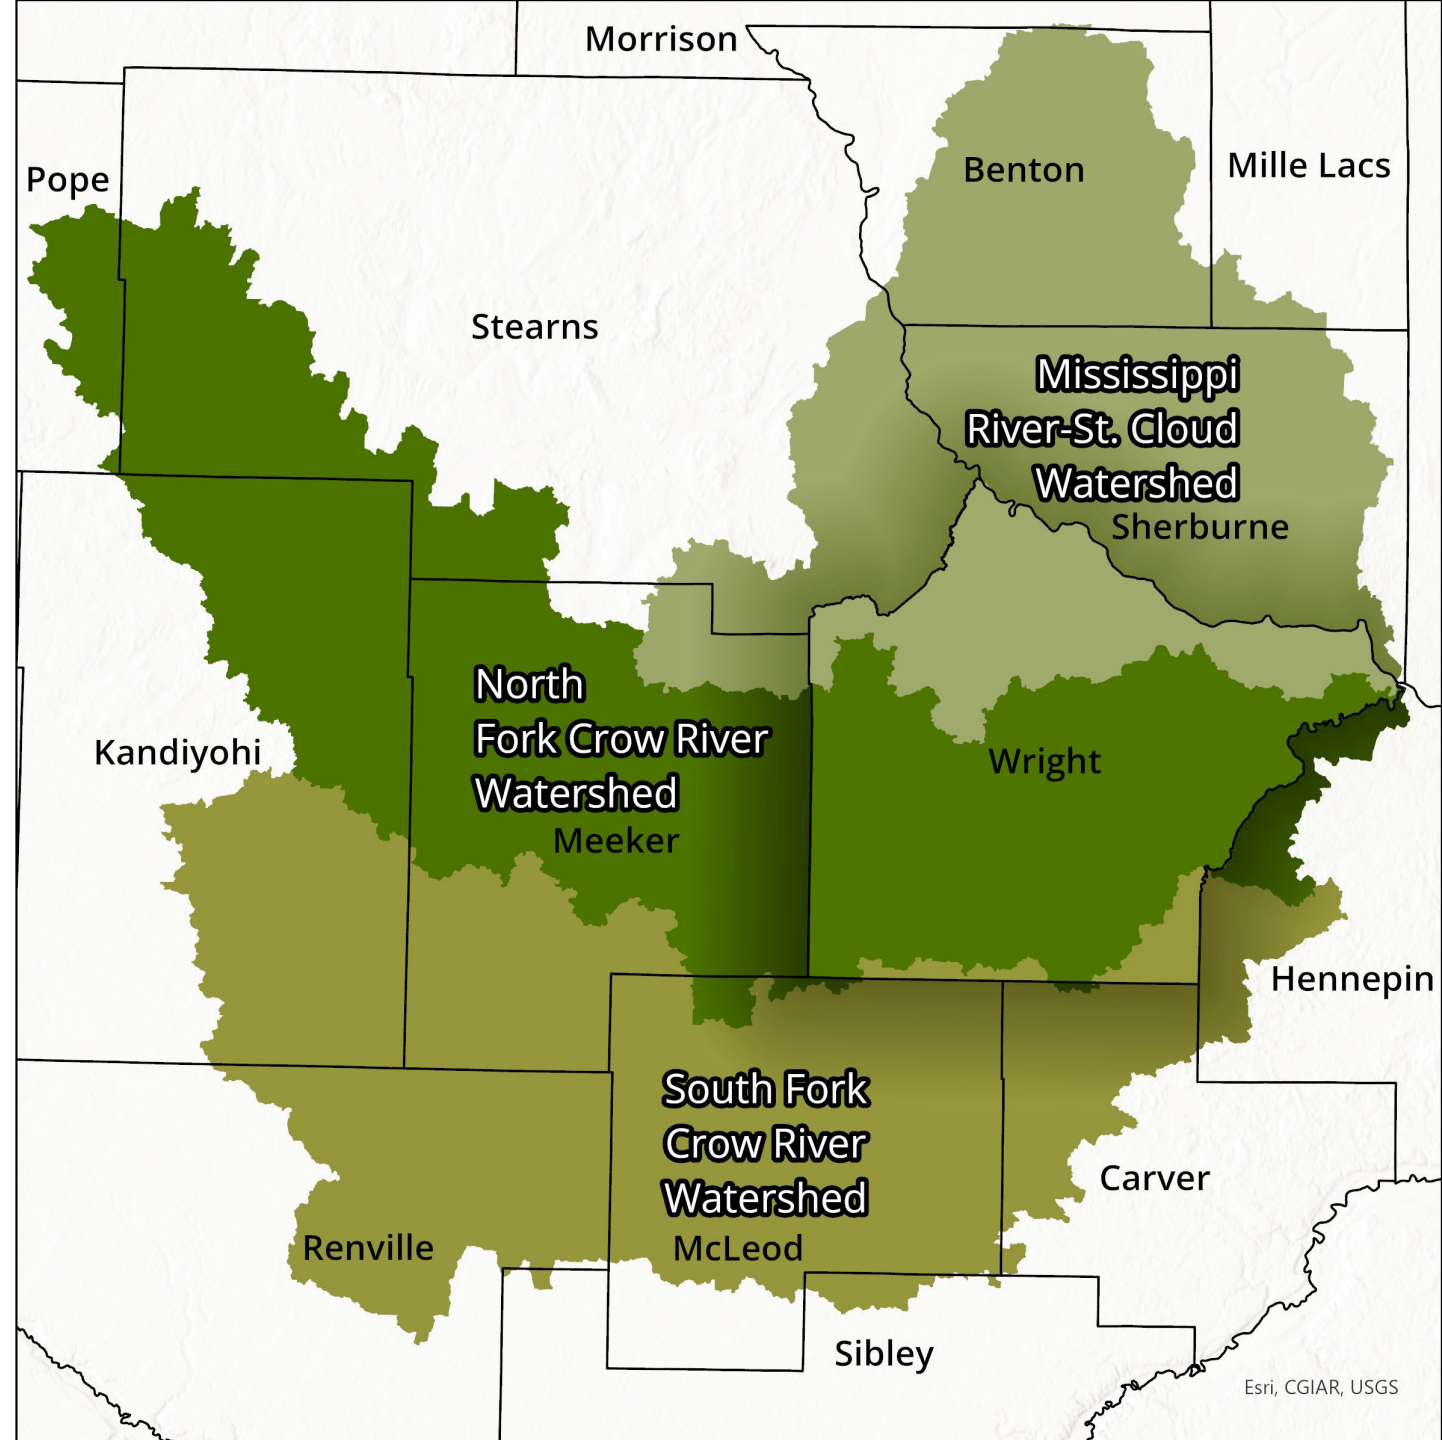 Morrison
Pope
Benton
Mille Lacs
Stearns
Mississippi
River-St. Cloud
Watershed
Sherburne
North
Fork Crow River
Watershed
Meeker
Kandiyohi
Wright
Hennepin
South Fork
Crow River
Watershed
McLeod
Carver
Renville
Sibley
Esri, CGIAR, USGS